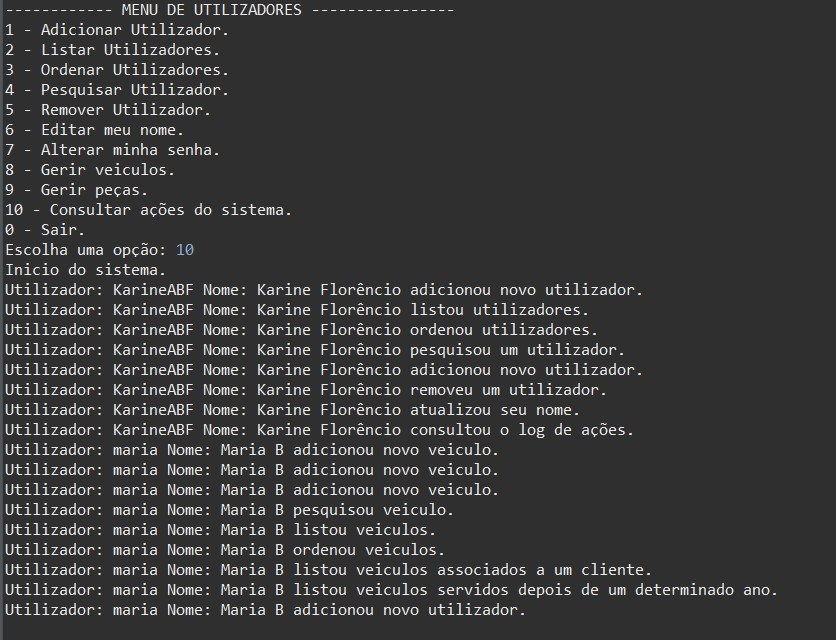 ------------ MENU DE UTILIZADORES ----------------
1 - Adicionar Utilizador.
2 - Listar Utilizadores.
3 - Ordenar Utilizadores.
4 - Pesquisar Utilizador.
5 - Remover Utilizador.
6 - Editar meu nome.
7 - Alterar minha senha.
8 - Gerir veiculos.
9 - Gerir peças.
10 - Consultar ações do sistema.
0 - Sair.
Escolha uma opção: 10
Inicio do sistema.
Utilizador: KarineABF Nome: Karine Florêncio adicionou novo utilizador.
Utilizador: KarineABF Nome: Karine Florêncio listou utilizadores.
Utilizador: KarineABF Nome: Karine Florêncio ordenou utilizadores.
Utilizador: KarineABF Nome: Karine Florêncio pesquisou um utilizador.
Utilizador: KarineABF Nome: Karine Florêncio adicionou novo utilizador.
Utilizador: KarineABF Nome: Karine Florêncio removeu um utilizador.
Utilizador: KarineABF Nome: Karine Florêncio atualizou seu nome.
Utilizador: KarineABF Nome: Karine Florêncio consultou o log de ações.
Utilizador: maria Nome: Maria B adicionou novo veiculo.
Utilizador: maria Nome: Maria B adicionou novo veiculo.
Utilizador: maria Nome: Maria B adicionou novo veiculo.
Utilizador: maria Nome: Maria B pesquisou veiculo.
Utilizador: maria Nome: Maria B listou veiculos.
Utilizador: maria Nome: Maria B ordenou veiculos.
Utilizador: maria Nome: Maria B listou veiculos associados a um cliente.
Utilizador: maria Nome: Maria B listou veiculos servidos depois de um determinado ano.
Utilizador: maria Nome: Maria B adicionou novo utilizador.